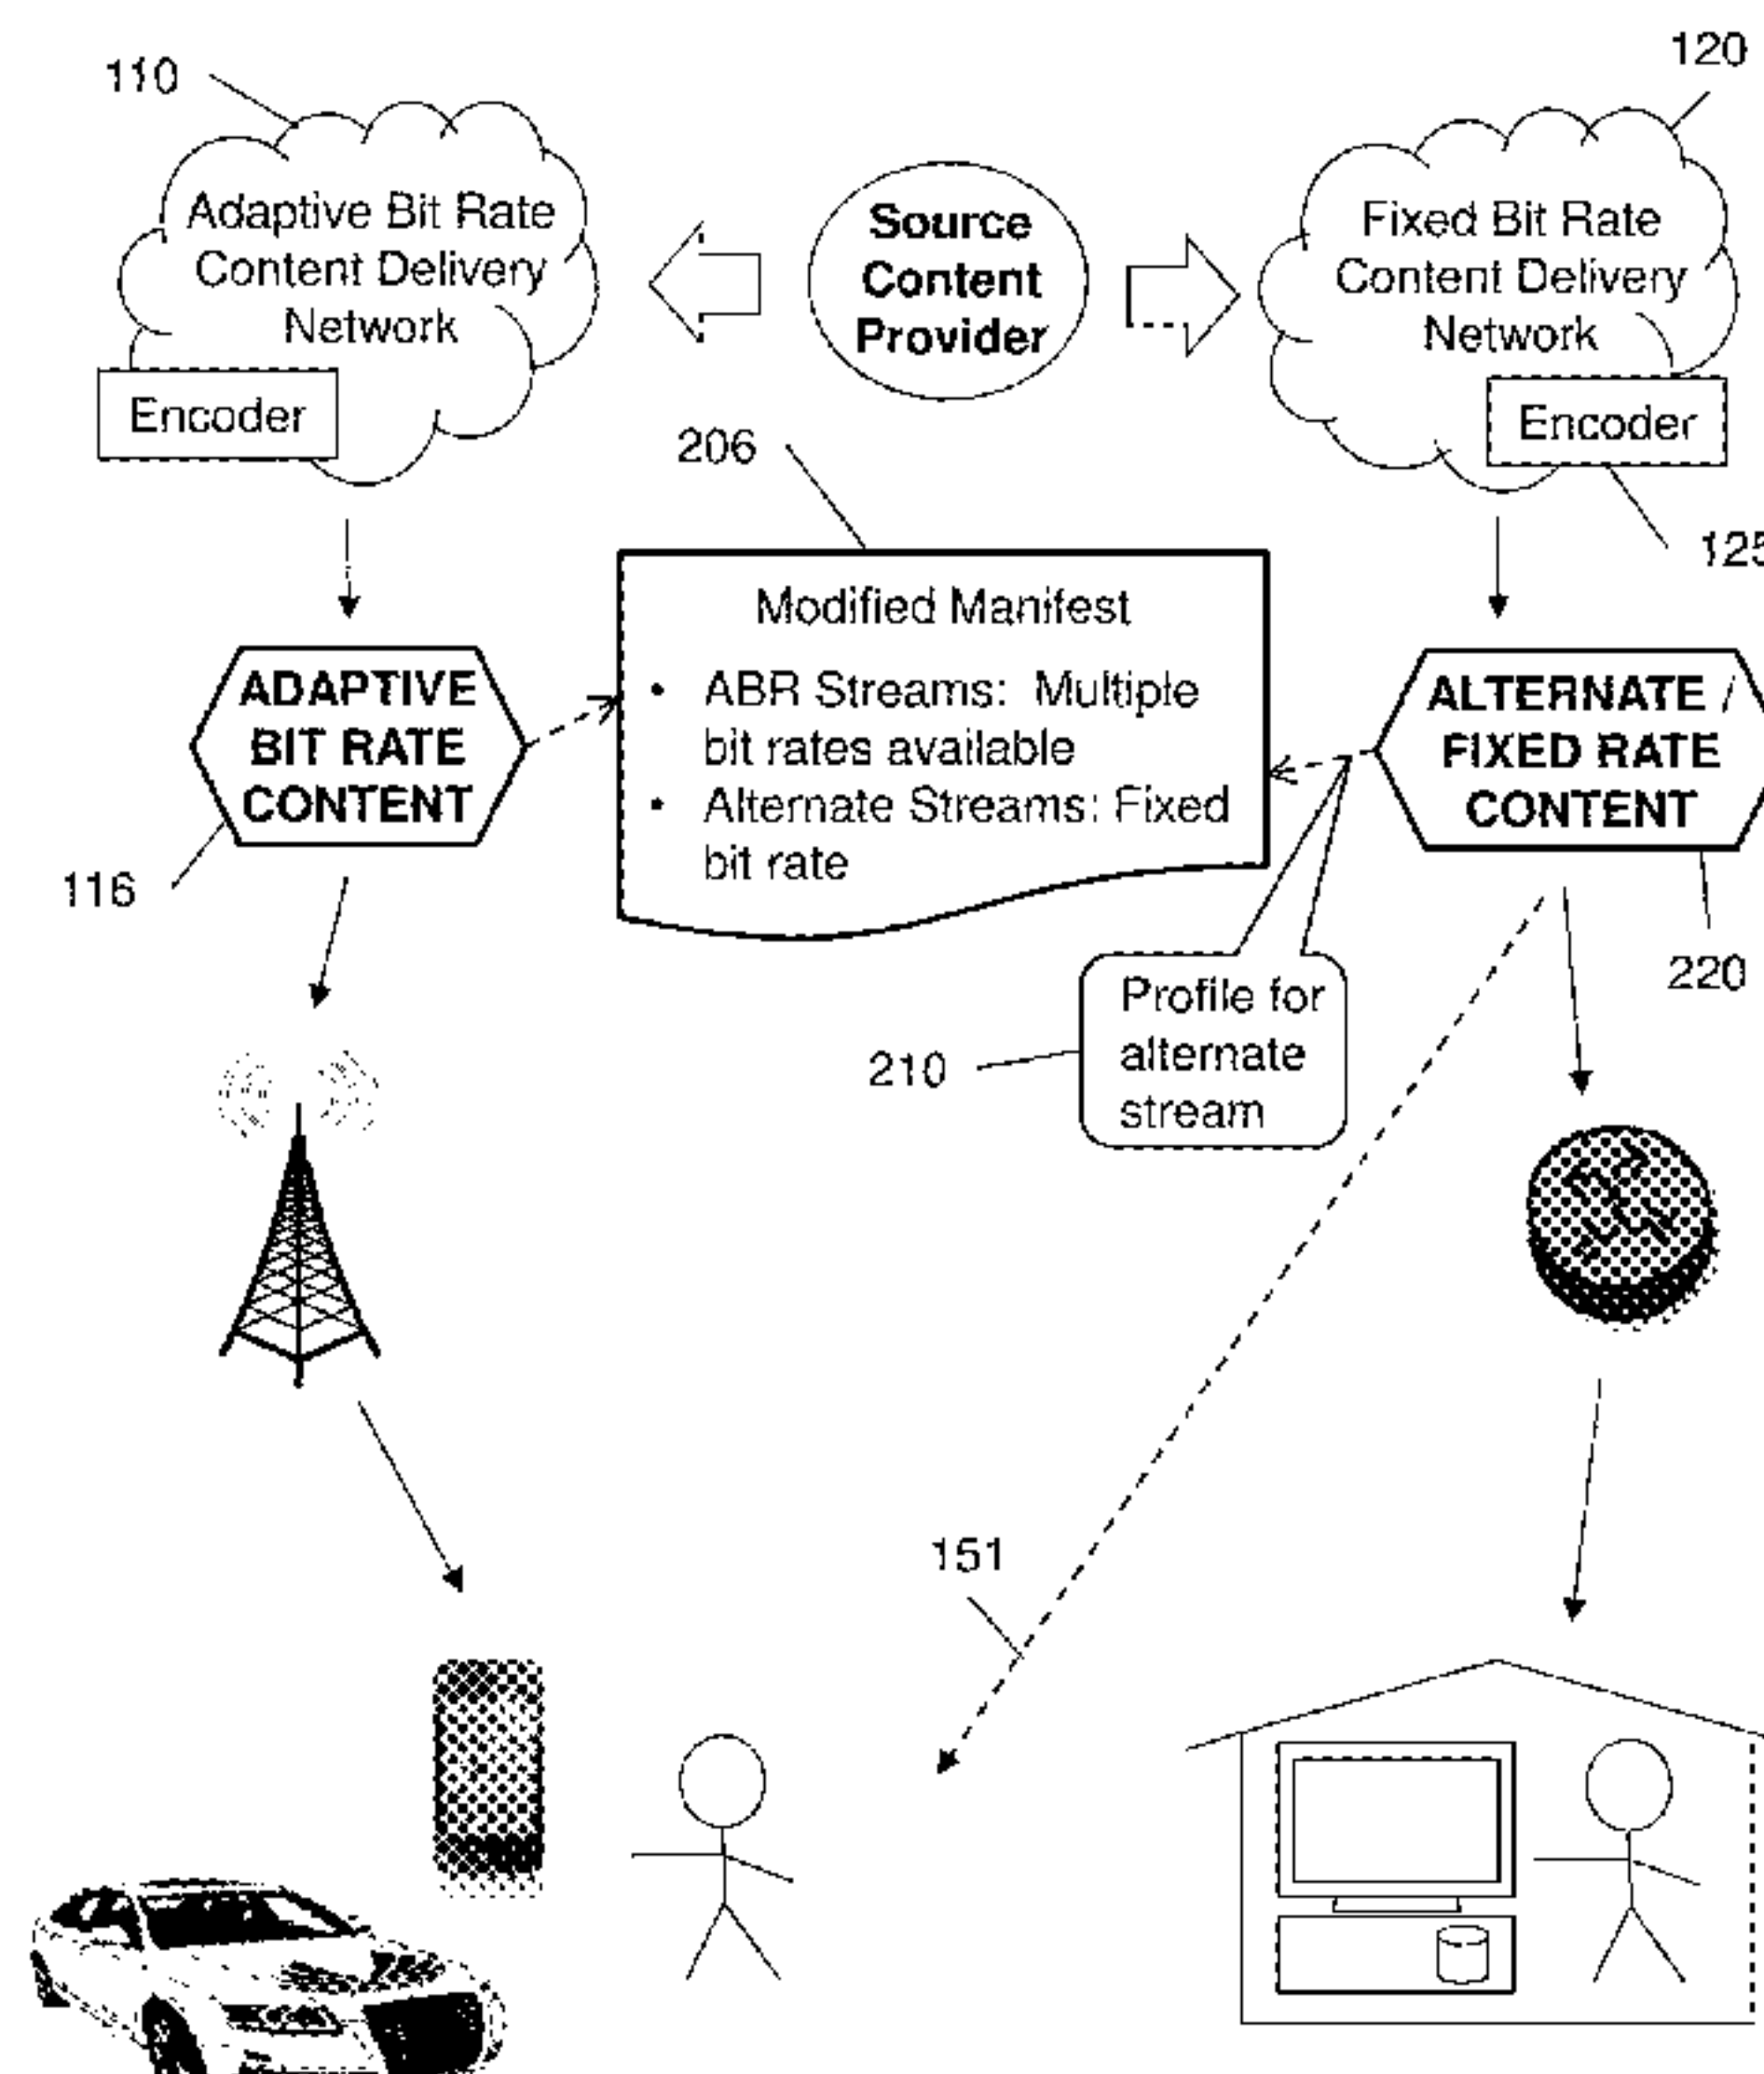 110
120
Adaptive Bit Rate
Content Delivery
Network
Source
Content
Provider
Fixed Bit Rate
Content Delivery
Network
Encoder
Encoder
206
125
Modified Manifest
• ABR Streams: Multiple
bit rates available
• Alternate Streams: Fixed
bit rate
ADAPTIVE
BIT RATE
CONTENT
ALTERNATE /
FIXED RATE
CONTENT
116
220
Profile for
alternate
stream
210
151